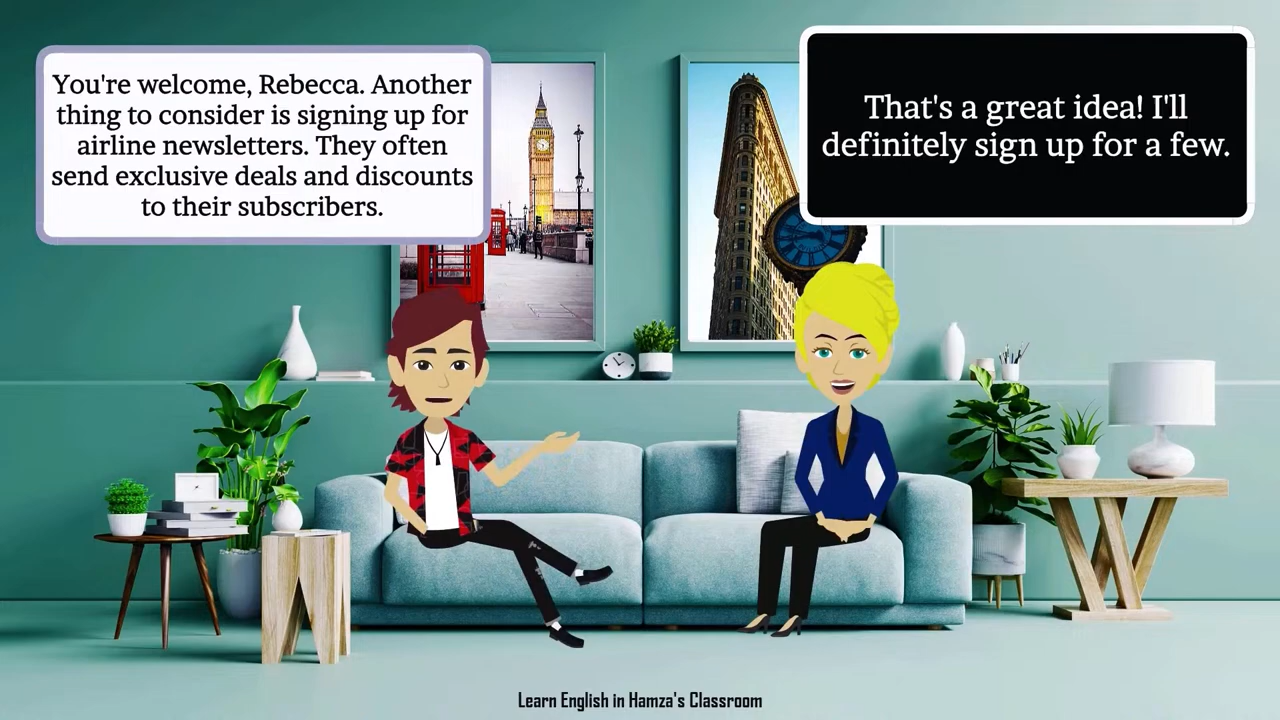 You're welcome, Rebecca. Another
thing to consider is signing up for
airline newsletters. They often
send exclusive deals and discounts
to their subscribers.
That's a great idea! I'll
definitely sign up for a few.
Learn English in Hamza's Classroom